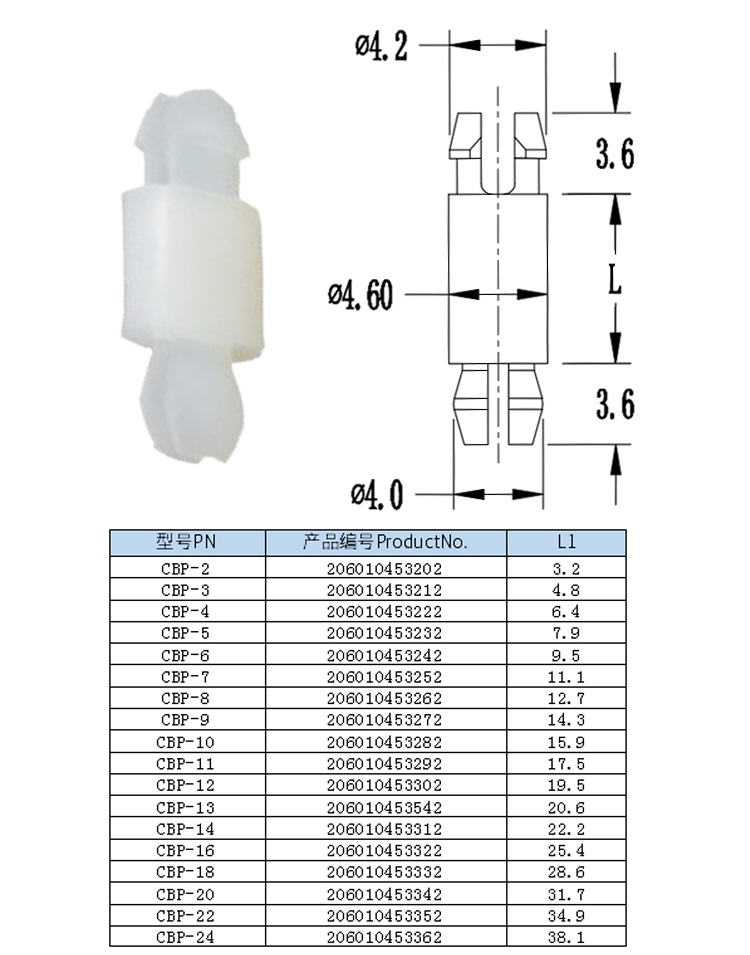 ø4.2
3.6
ø4.60
L
3.6
ø4.0
型号PN 产品编号ProductNo. L1
CBP-2 206010453202 3.2
CBP-3 206010453212 4.8
CBP-4 206010453222 6.4
CBP-5 206010453232 7.9
CBP-6 206010453242 9.5
CBP-7 206010453252 11.1
CBP-8 206010453262 12.7
CBP-9 206010453272 14.3
CBP-10 206010453282 15.9
CBP-11 206010453292 17.5
CBP-12 206010453302 19.5
CBP-13 206010453542 20.6
CBP-14 206010453312 22.2
CBP-16 206010453322 25.4
CBP-18 206010453332 28.6
CBP-20 206010453342 31.7
CBP-22 206010453352 34.9
CBP-24 206010453362 38.1